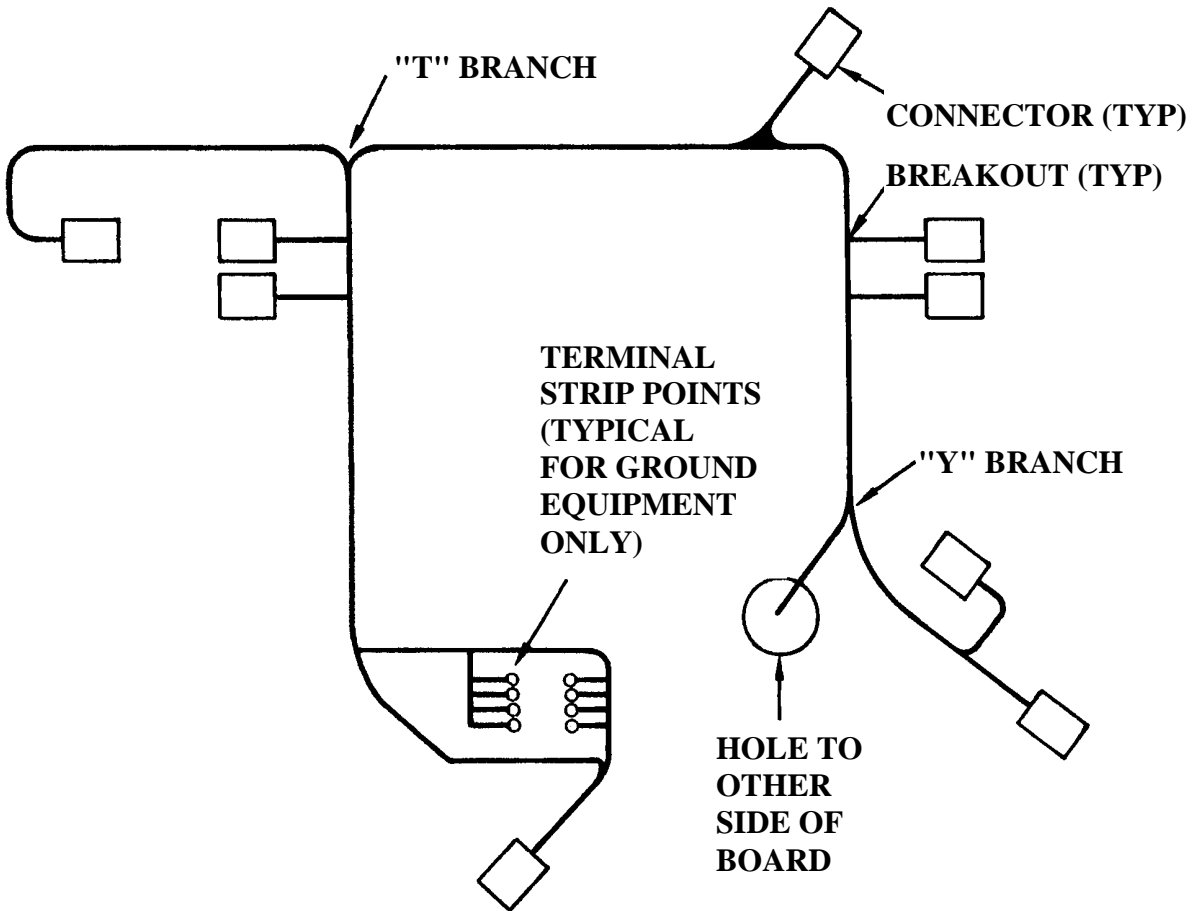 "T" BRANCH
CONNECTOR (TYP)
BREAKOUT (TYP)
TERMINAL
STRIP POINTS
(TYPICAL
FOR GROUND
EQUIPMENT
ONLY)
"Y" BRANCH
HOLE TO
OTHER
SIDE OF
BOARD